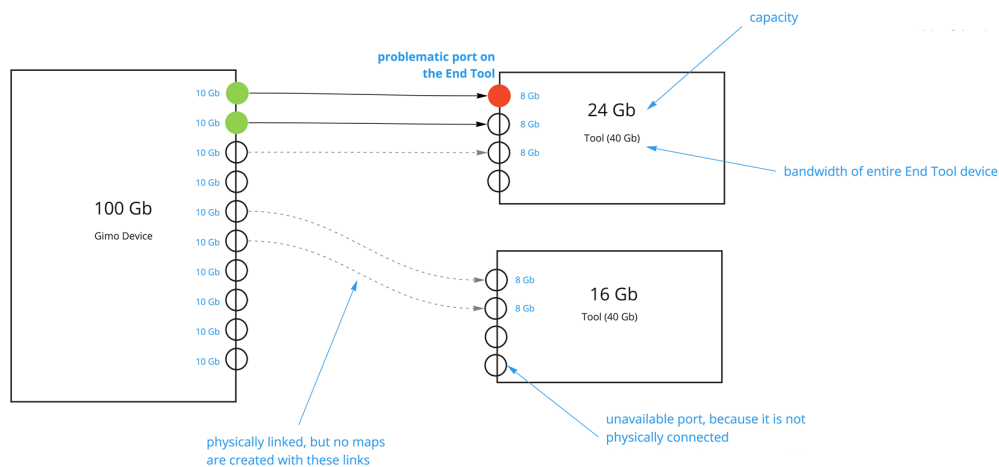 capacity
problematic port on
the End Tool
10 Gb
10 Gb
10 Gb
10 Gb
10 Gb
10 Gb
10 Gb
10 Gb
10 Gb
10 Gb
100 Gb
Gimo Device
8 Gb
8 Gb
8 Gb
24 Gb
Tool (40 Gb)
bandwidth of entire End Tool device
8 Gb
8 Gb
16 Gb
Tool (40 Gb)
unavailable port, because it is not
physically connected
physically linked, but no maps
are created with these links